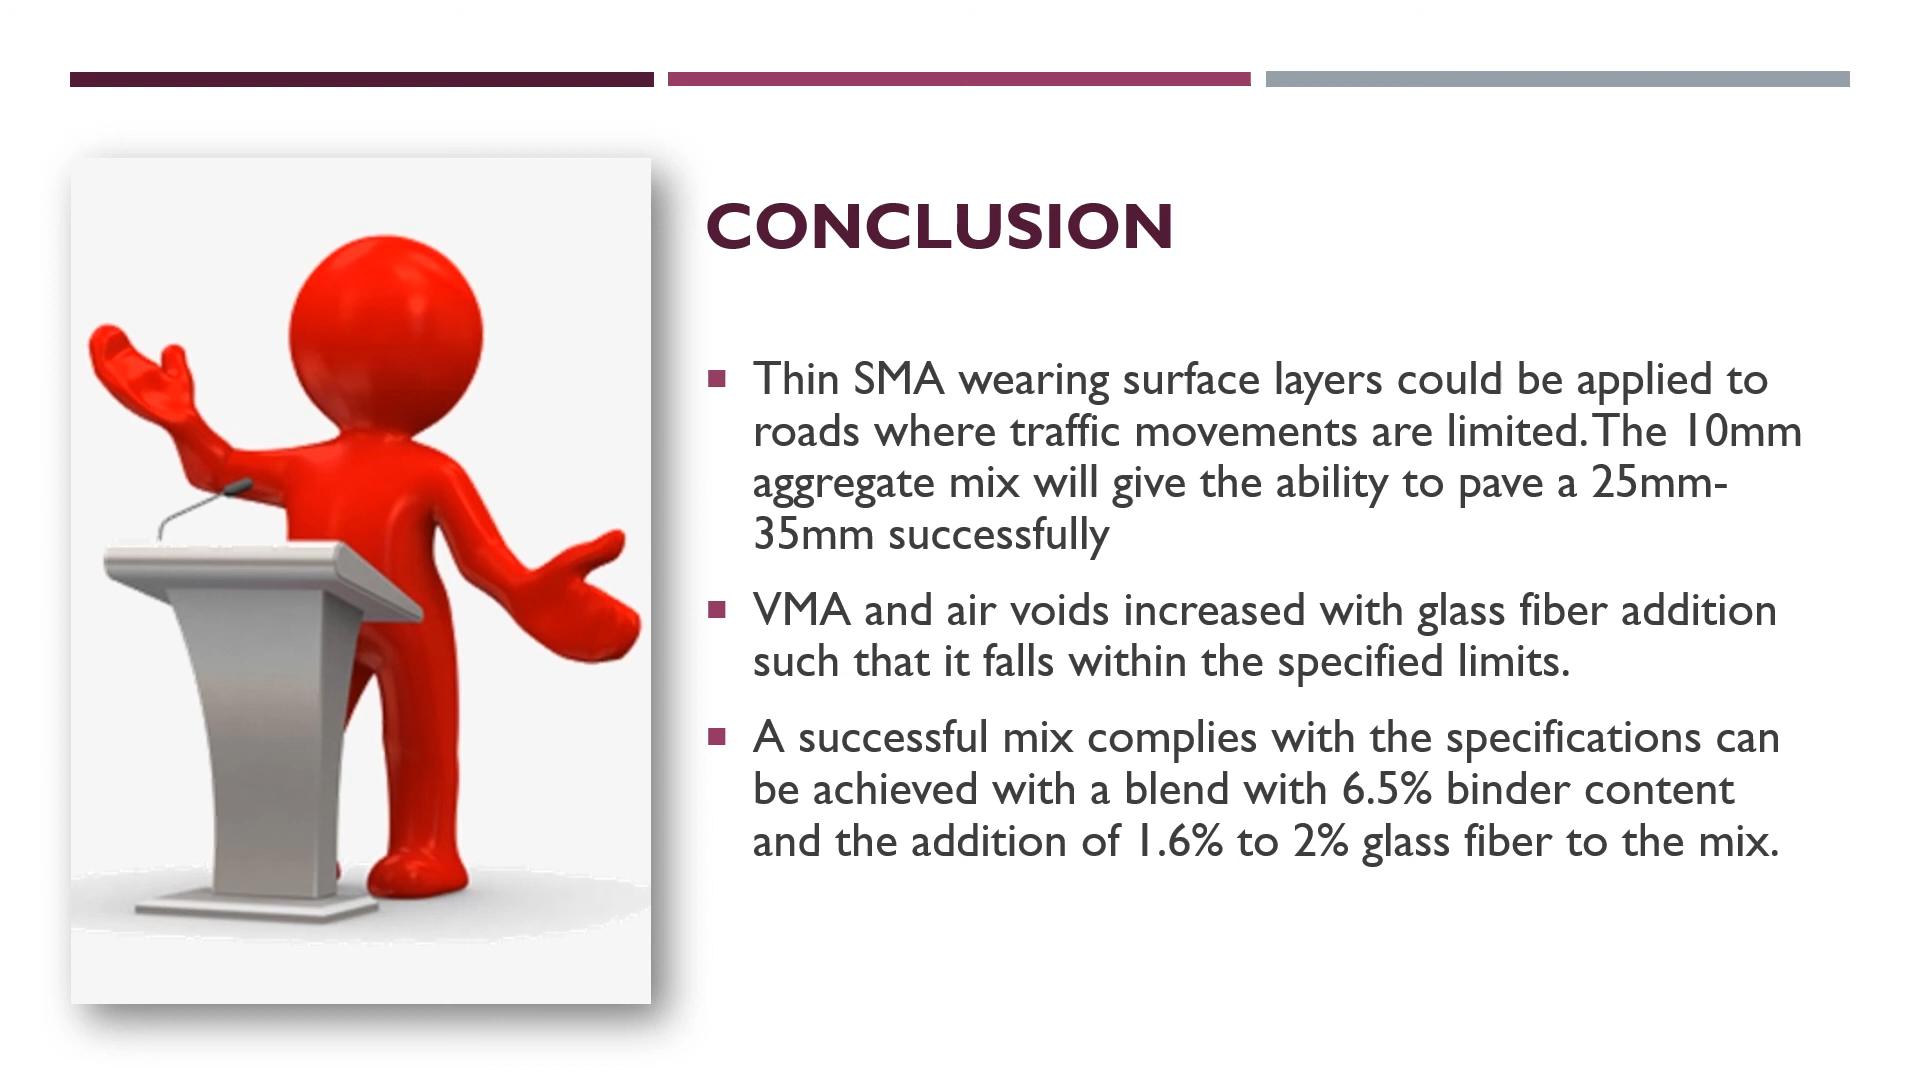 CONCLUSION
Thin SMA wearing surface layers could be applied to
roads where traffic movements are limited. The 10mm
aggregate mix will give the ability to pave a 25mm-
35mm successfully
VMA and air voids increased with glass fiber addition
such that it falls within the specified limits.
A successful mix complies with the specifications can
be achieved with a blend with 6.5% binder content
and the addition of 1.6% to 2% glass fiber to the mix.